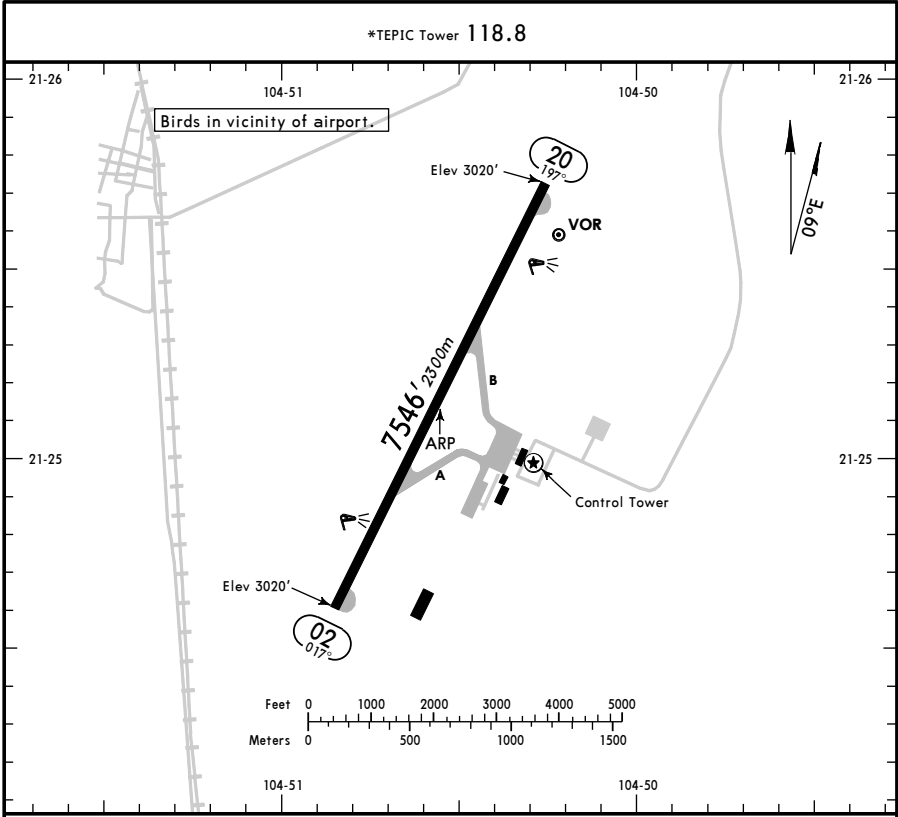 *TEPIC Tower 118.8
21-26
104-51
104-50
21-26
Birds in vicinity of airport.
20
197°
Elev 3020'
VOR
09°E
7546' 2300m
B
ARP
A
21-25
21-25
Control Tower
Elev 3020'
02
017°
Feet 0 1000 2000 3000 4000 5000
Meters 0 500 1000 1500
104-51
104-50